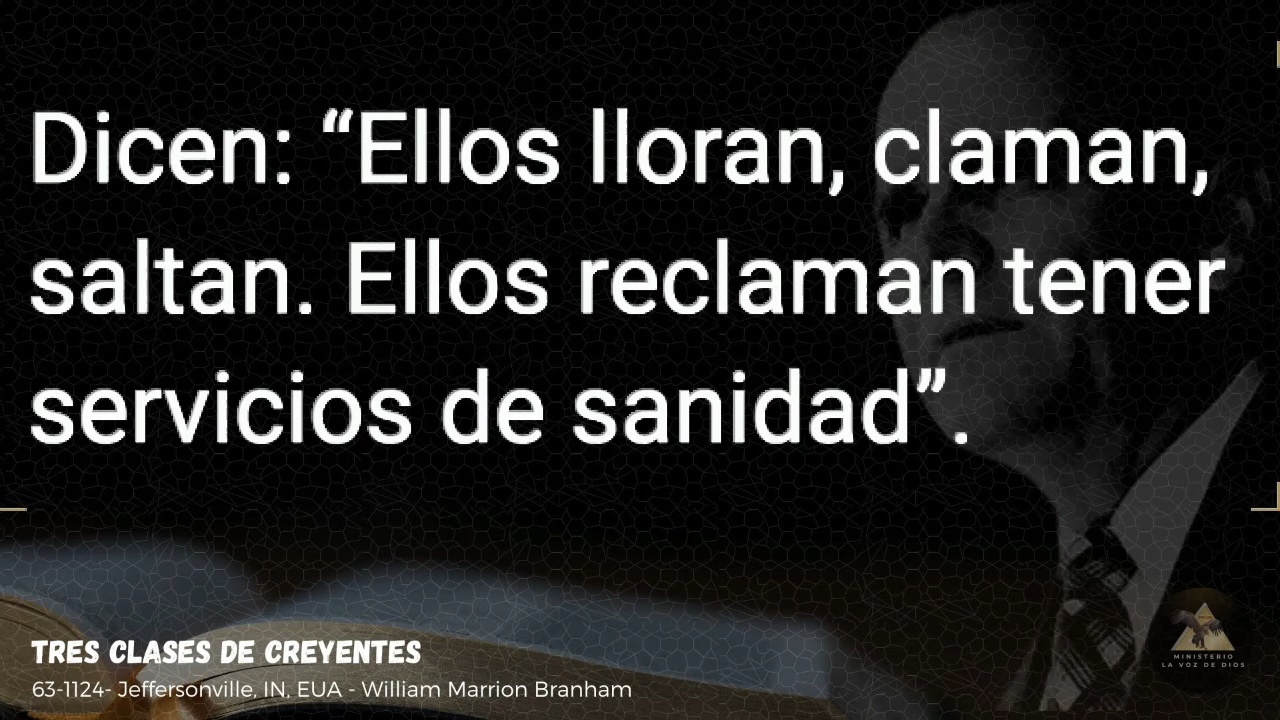 Dicen: “Ellos lloran, claman,
saltan. Ellos reclaman tener
servicios de sanidad”.
TRES CLASES DE CREYENTES
63-1124- Jeffersonville, IN, EUA - William Marrion Branham
MINISTERIO
LA VOZ DE DIOS